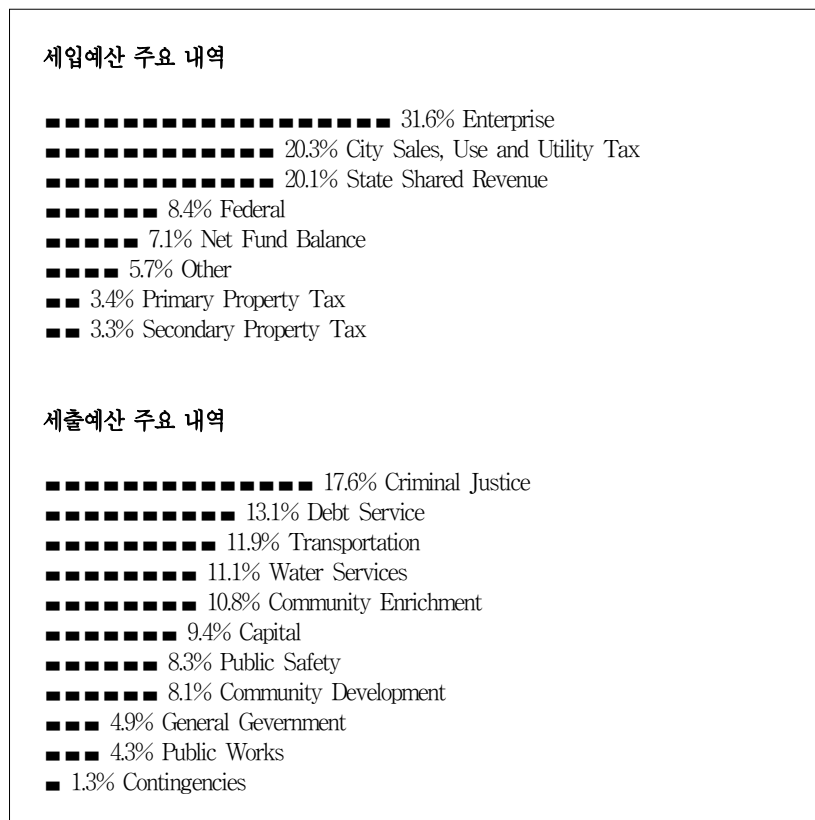 세입예산 주요 내역
31.6% Enterprise
20.3% City Sales, Use and Utility Tax
20.1% State Shared Revenue
8.4% Federal
7.1% Net Fund Balance
5.7% Other
3.4% Primary Property Tax
3.3% Secondary Property Tax
세출예산 주요 내역
17.6% Criminal Justice
13.1% Debt Service
11.9% Transportation
11.1% Water Services
10.8% Community Enrichment
9.4% Capital
8.3% Public Safety
8.1% Community Development
4.9% General Gevernment
4.3% Public Works
1.3% Contingencies